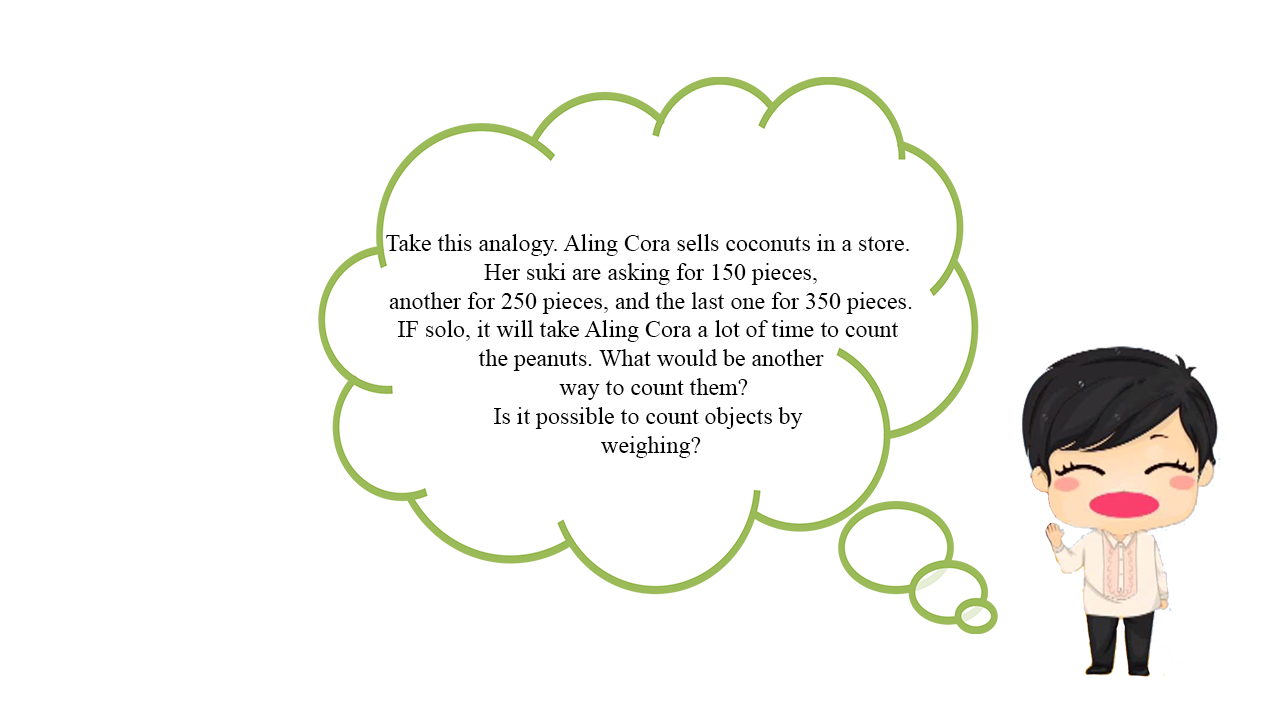 Take this analogy. Aling Cora sells coconuts in a store.
Her suki are asking for 150 pieces,
another for 250 pieces, and the last one for 350 pieces.
IF solo, it will take Aling Cora a lot of time to count
the peanuts. What would be another
way to count them?
Is it possible to count objects by
weighing?